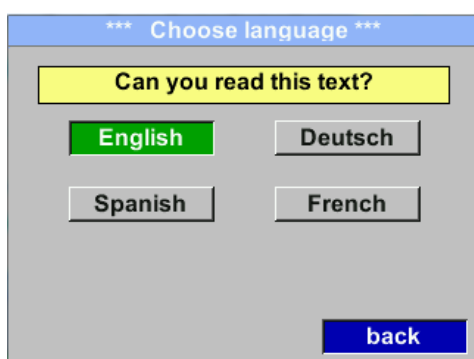 *** Choose language ***
Can you read this text?
English Deutsch
Spanish French
back